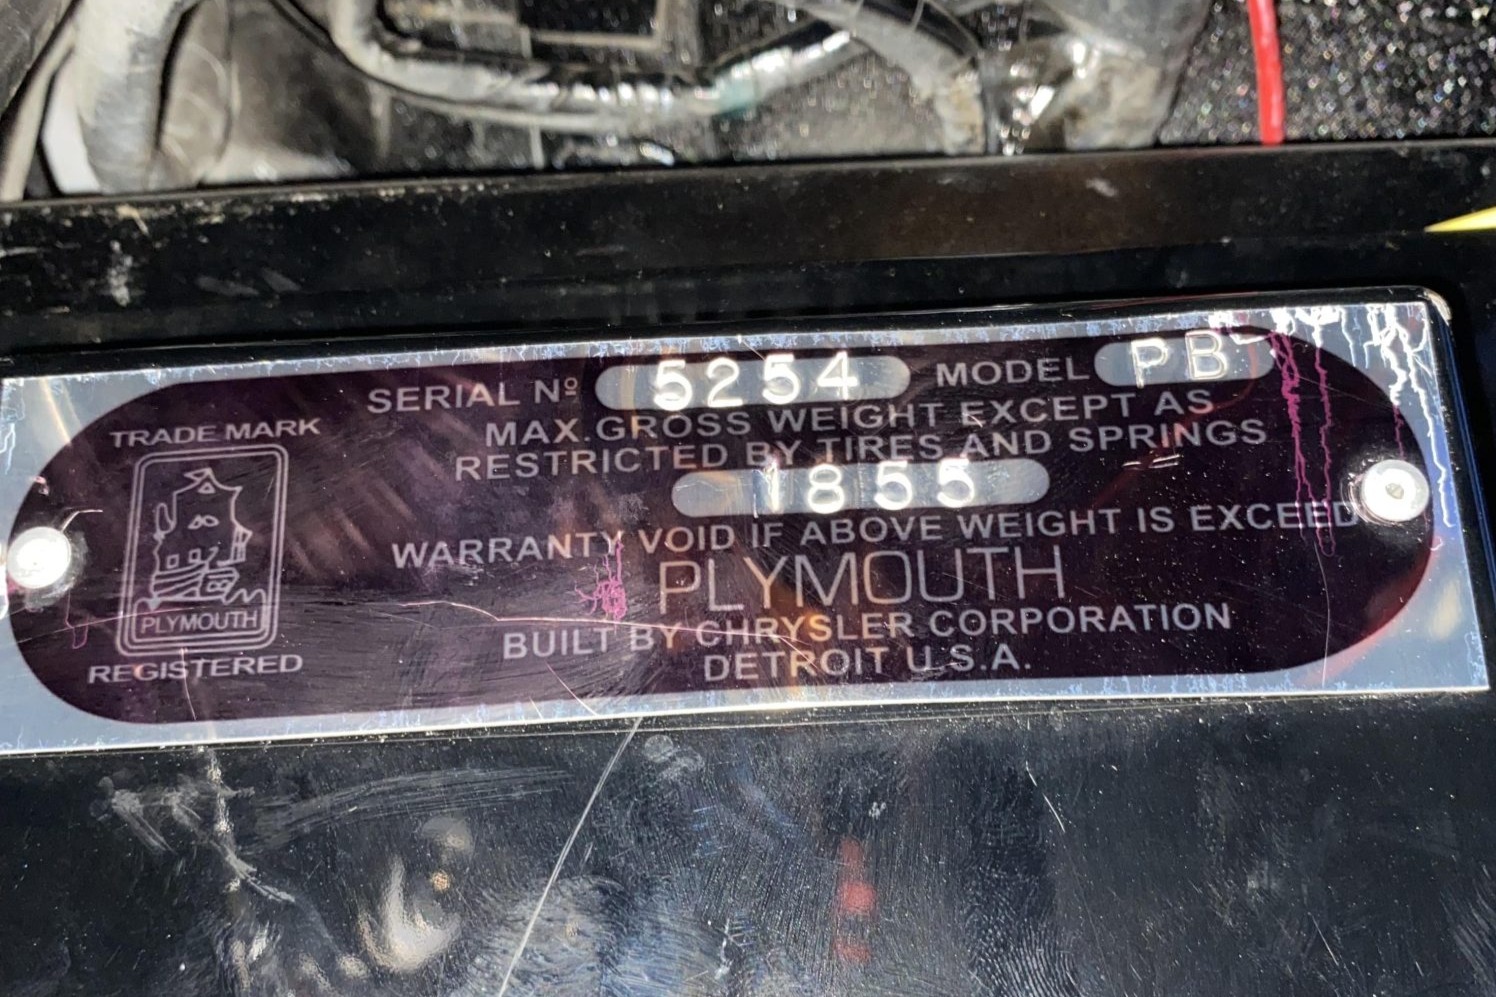 SERIAL Nº 5254 MODEL PB
MAX. GROSS WEIGHT EXCEPT AS
RESTRICTED BY TIRES AND SPRINGS
1855
WARRANTY VOID IF ABOVE WEIGHT IS EXCEED
PLYMOUTH
BUILT BY CHRYSLER CORPORATION
DETROIT U.S.A.
TRADE MARK
PLYMOUTH
REGISTERED